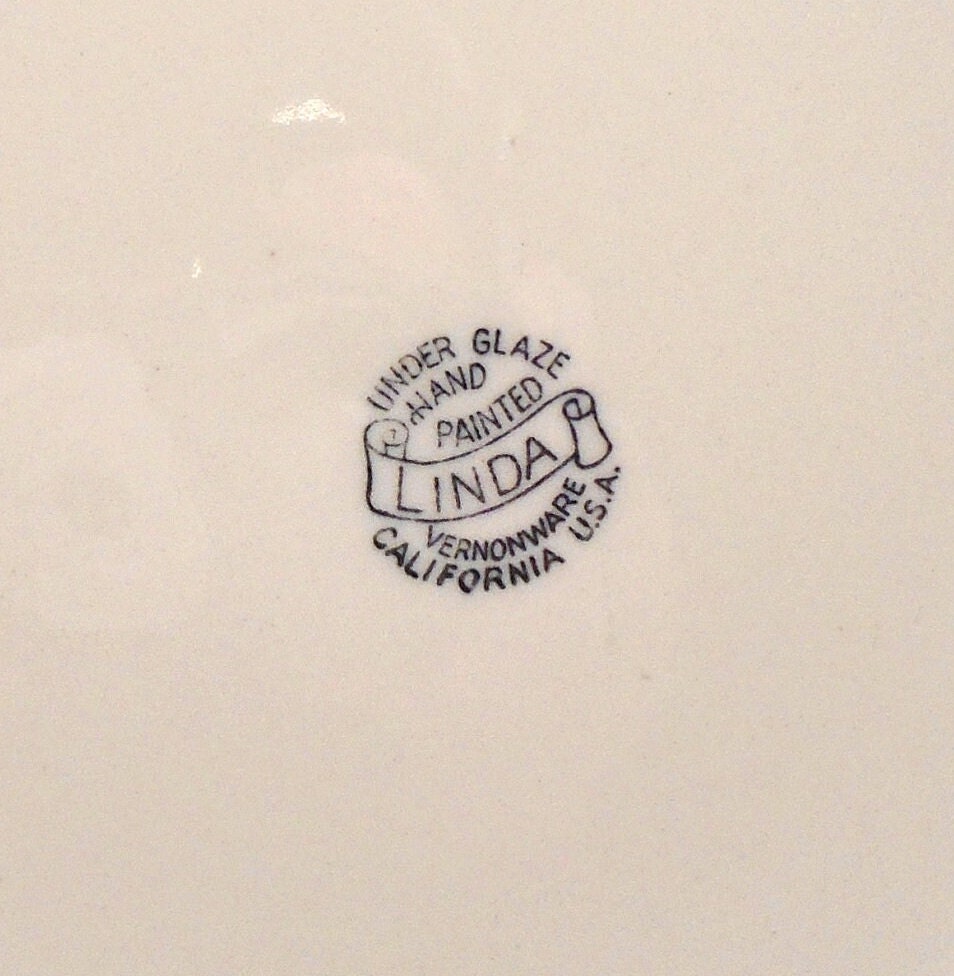 UNDER GLAZE
HAND
PAINTED
LINDA
VERNONWARE
CALIFORNIA U.S.A.